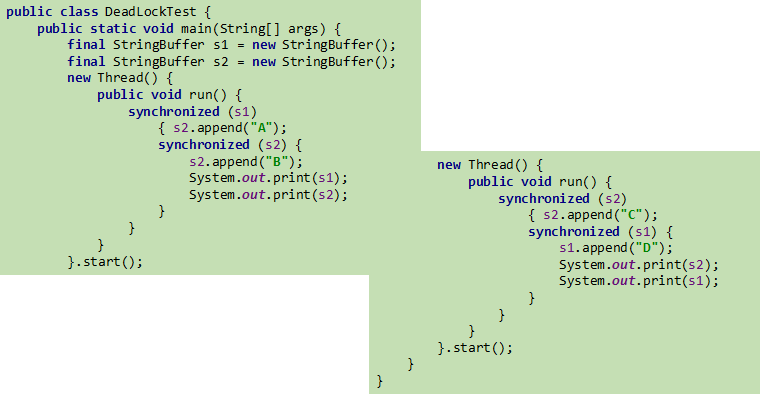 public class DeadLockTest {
public static void main(String[] args) {
final StringBuffer s1 = new StringBuffer();
final StringBuffer s2 = new StringBuffer();
new Thread() {
public void run() {
synchronized (s1)
{ s2.append("A");
synchronized (s2) {
s2.append("B");
System.out.print(s1);
System.out.print(s2);
}
}
}
}.start();
new Thread() {
public void run() {
synchronized (s2)
{ s2.append("C");
synchronized (s1) {
s1.append("D");
System.out.print(s2);
System.out.print(s1);
}
}
}
}.start();
}
}